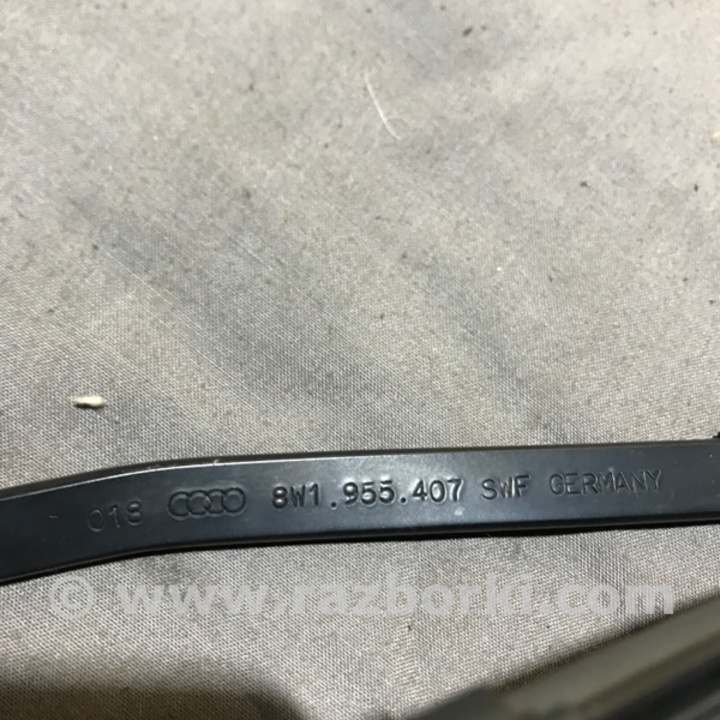 018 8W1.955.407 SWF GERMANY
© www.razborki.com